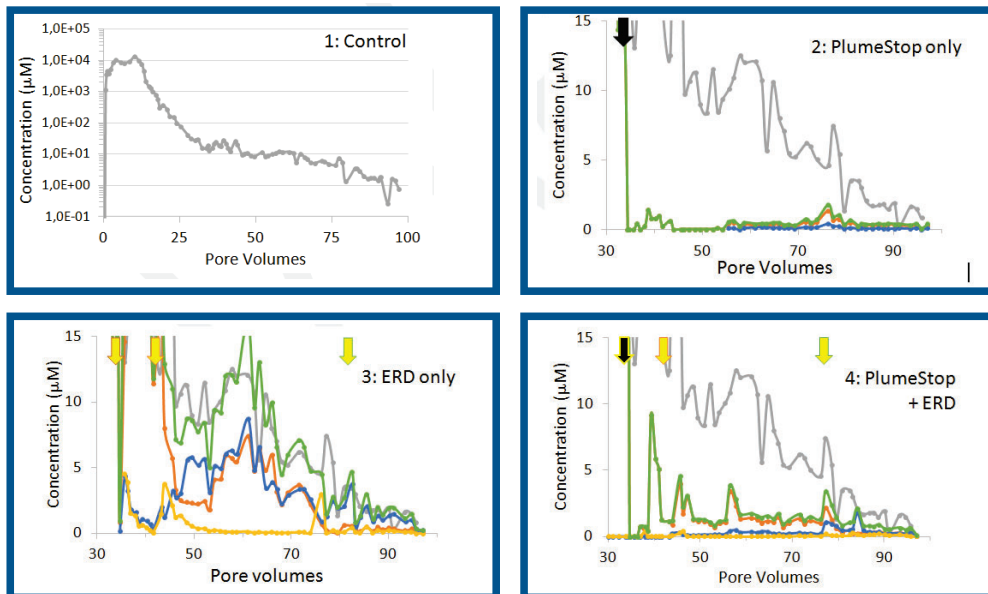 1: Control
Concentration (µM)
1,0E+05
1,0E+04
1,0E+03
1,0E+02
1,0E+01
1,0E+00
1,0E-01
0
25
50
75
100
Pore Volumes
2: PlumeStop only
Concentration (µM)
15
10
5
0
30
50
70
90
Pore Volumes
3: ERD only
Concentration (µM)
15
10
5
0
30
50
70
90
Pore volumes
4: PlumeStop
+ ERD
Concentration (µM)
15
10
5
0
30
50
70
90
Pore Volumes